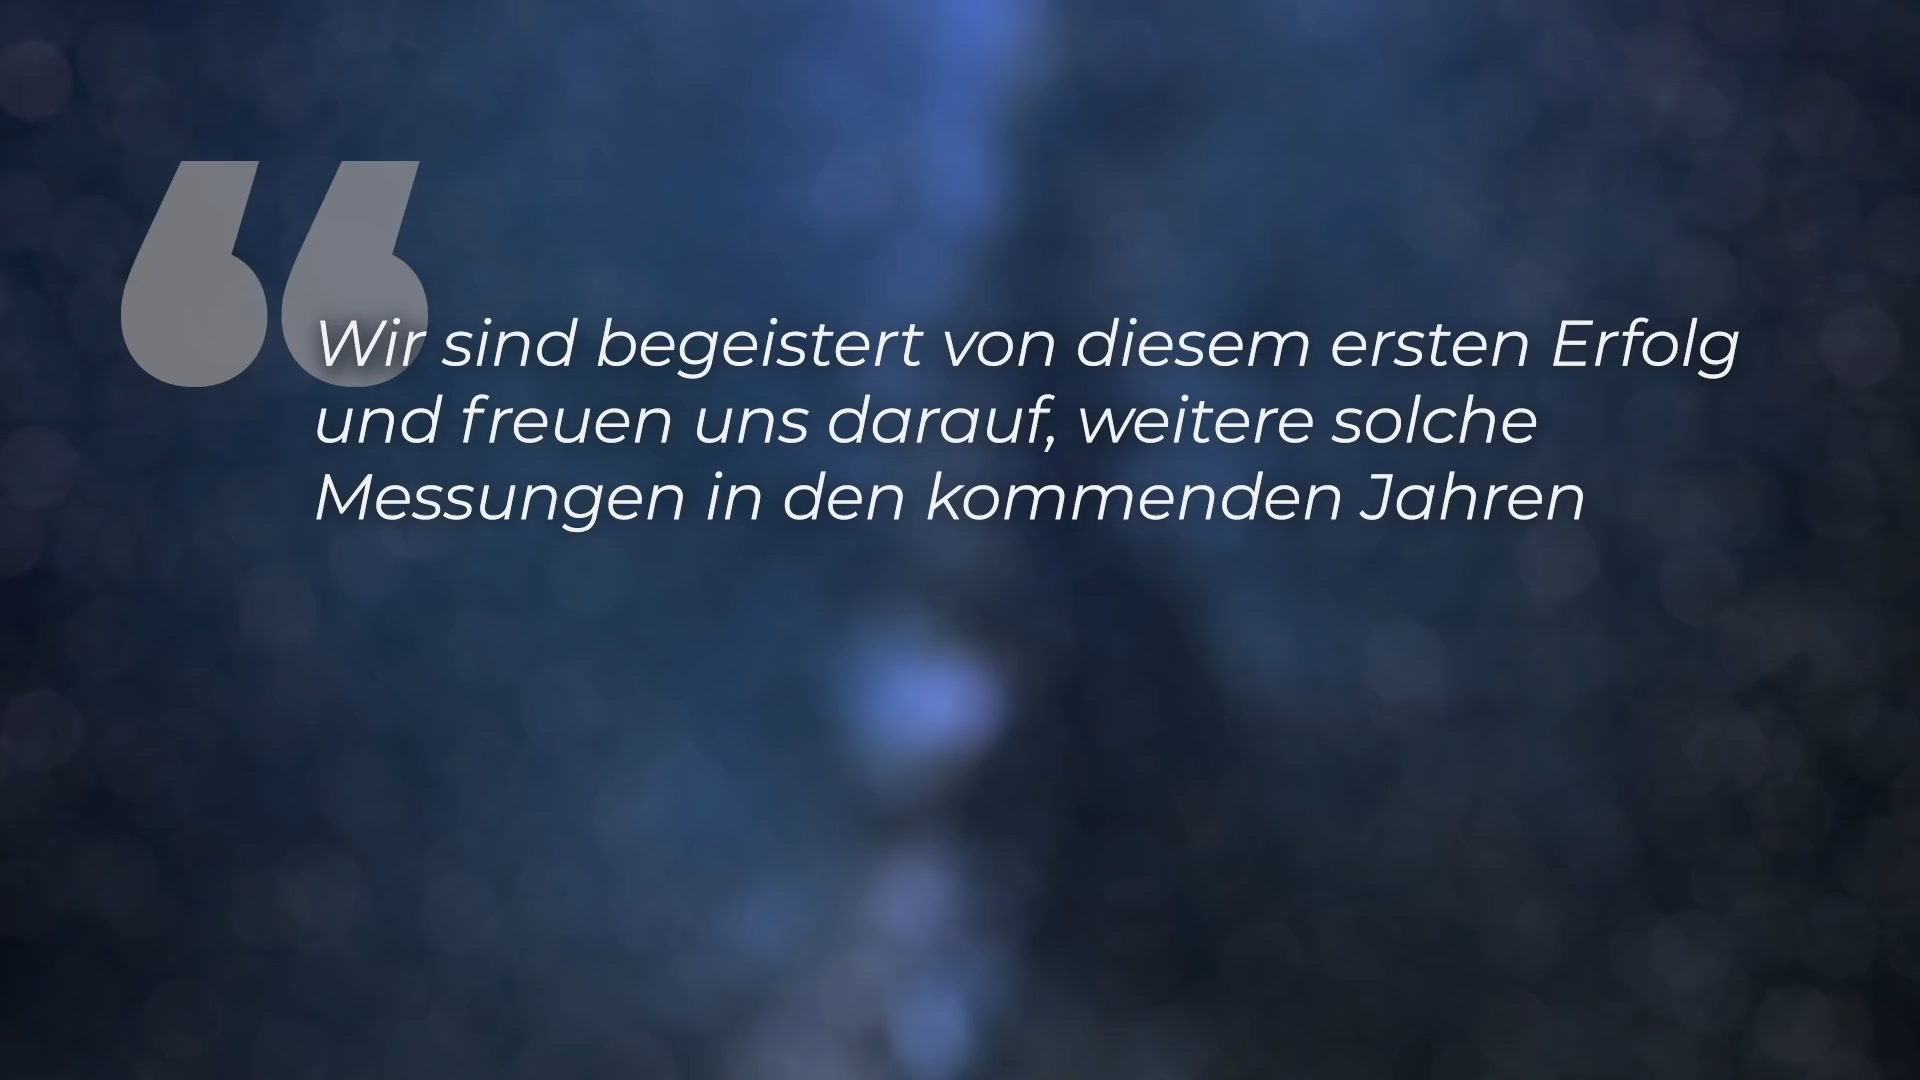 Wir sind begeistert von diesem ersten Erfolg
und freuen uns darauf, weitere solche
Messungen in den kommenden Jahren